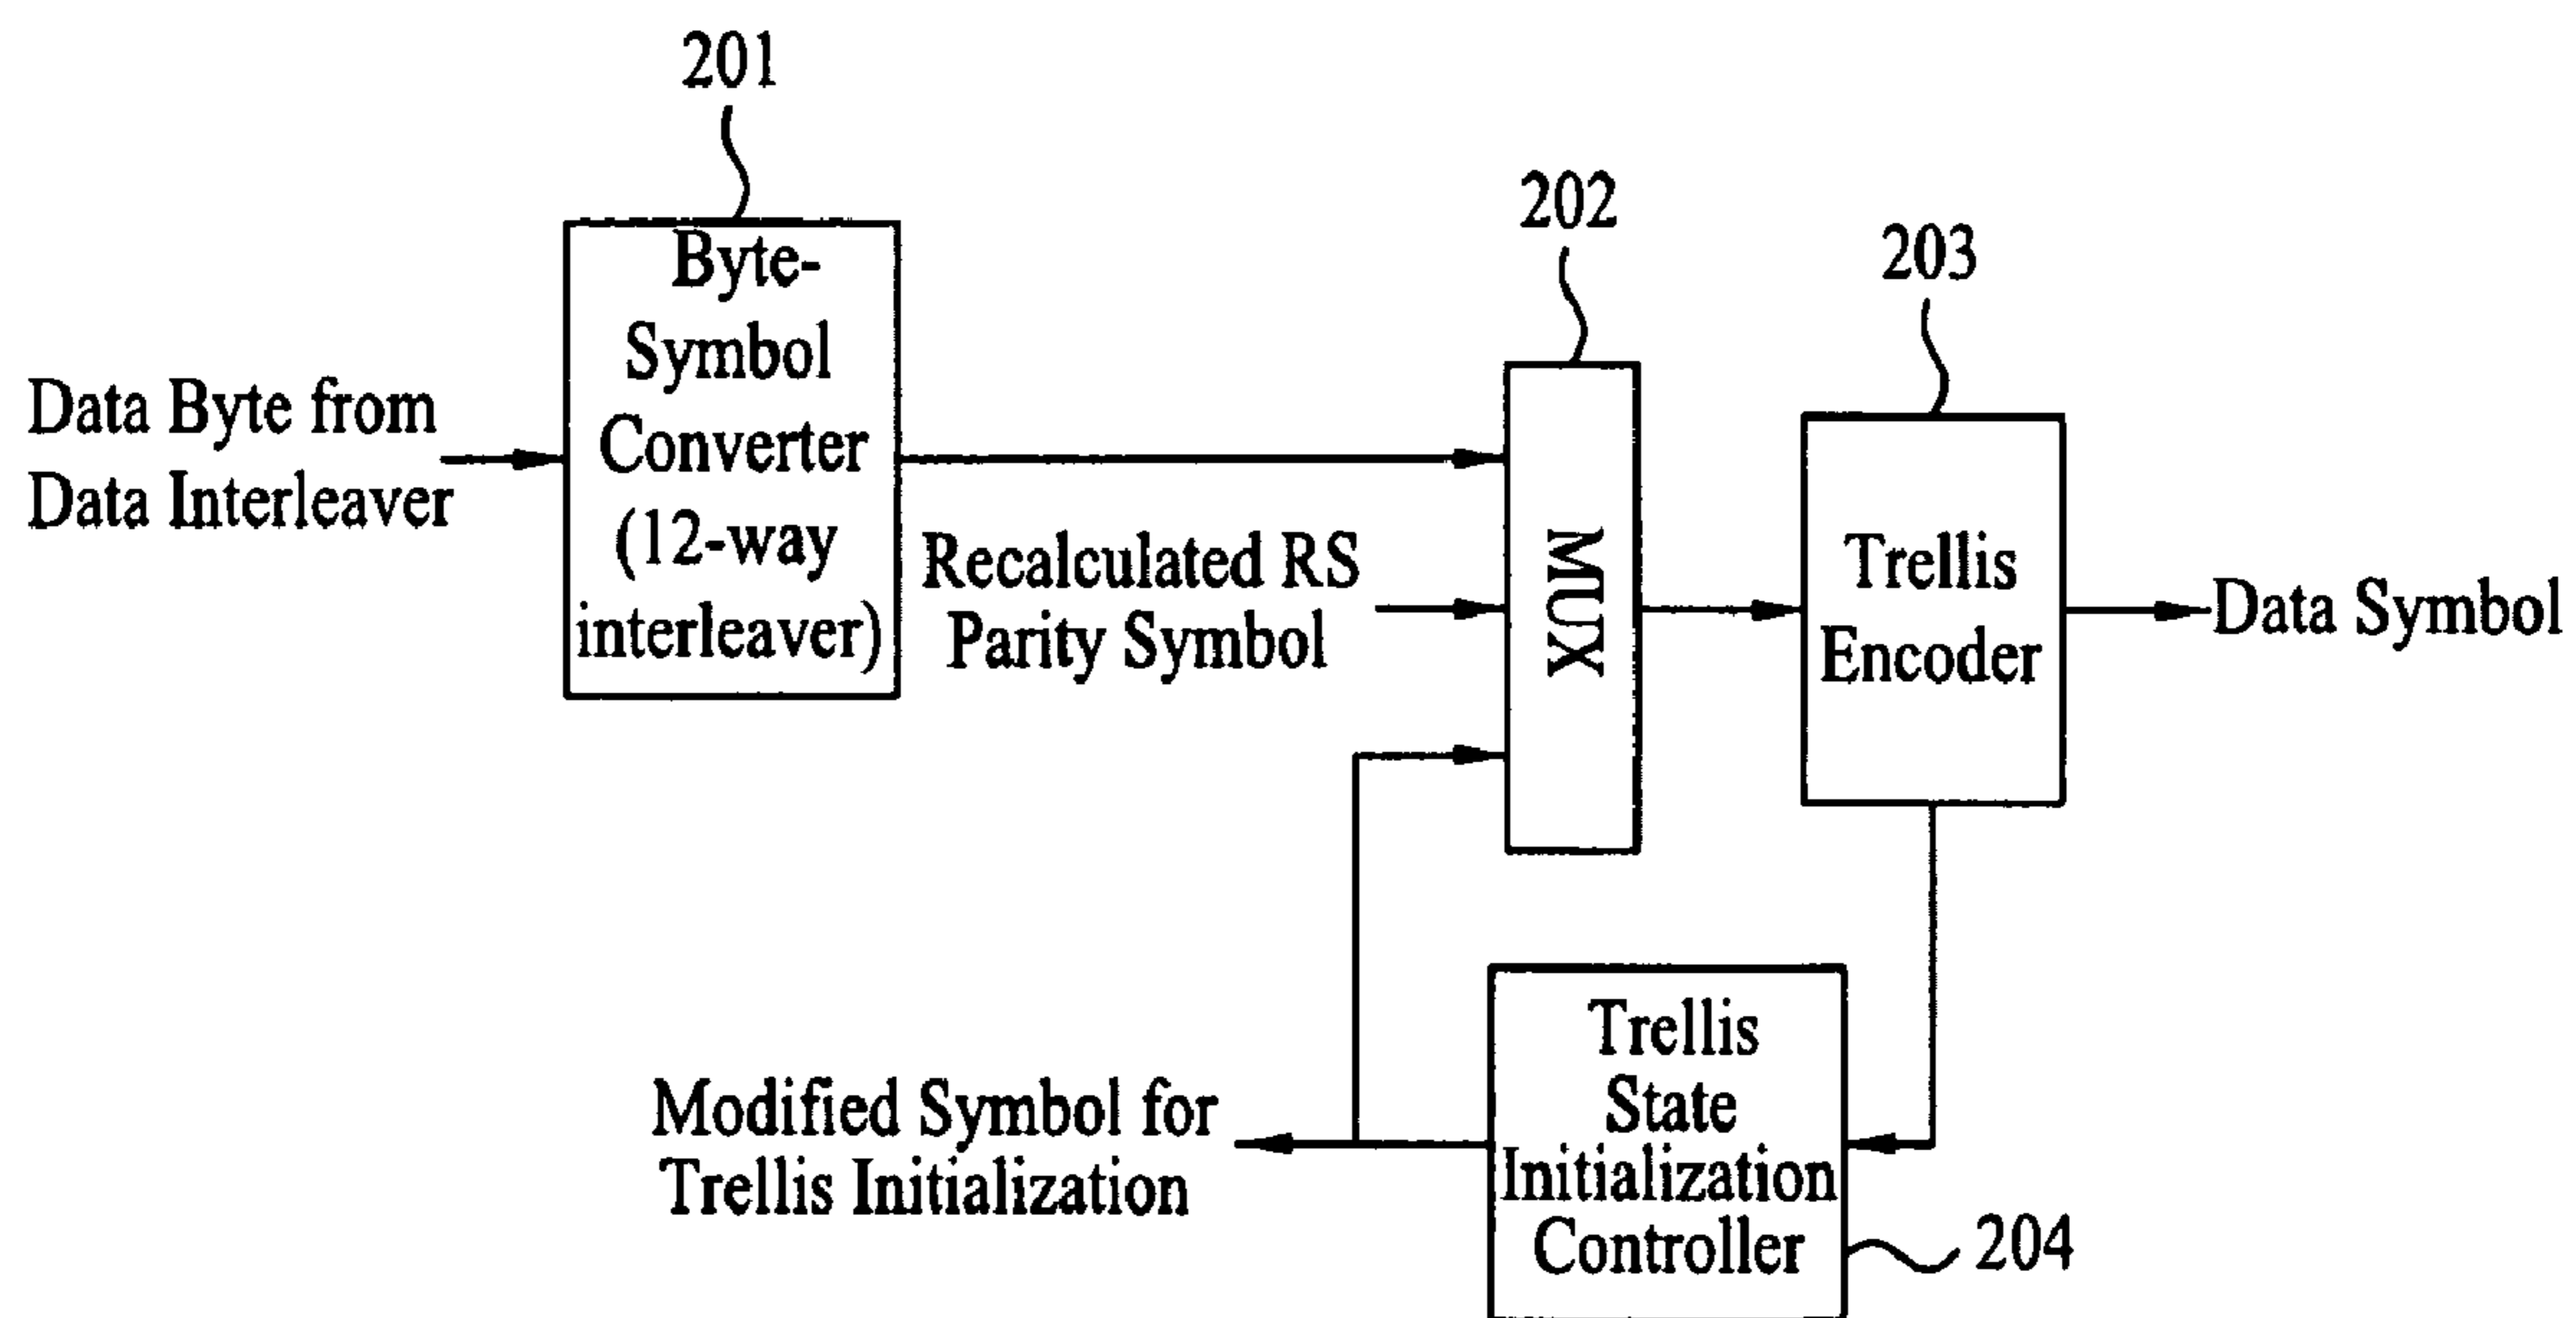 201
Byte-
Symbol
Converter
(12-way
interleaver)
Data Byte from
Data Interleaver
202
MUX
Recalculated RS
Parity Symbol
203
Trellis
Encoder
Data Symbol
Trellis
State
Initialization
Controller
204
Modified Symbol for
Trellis Initialization